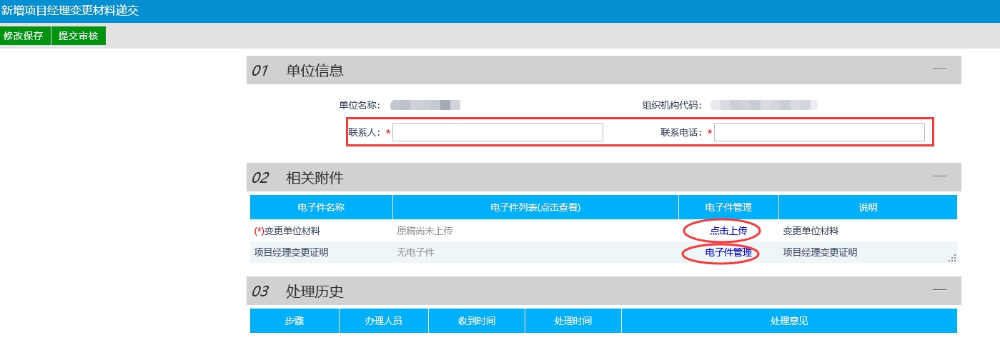 新增项目经理变更材料递交
修改保存 提交审核
01 单位信息
单位名称： 组织机构代码：
联系人：* 联系电话：*
02 相关附件
电子件名称 电子件列表(点击查看) 电子件管理 说明
(*)变更单位材料 原稿尚未上传 点击上传 变更单位材料
项目经理变更证明 无电子件 电子件管理 项目经理变更证明
03 处理历史
步骤 办理人员 收到时间 处理时间 处理意见